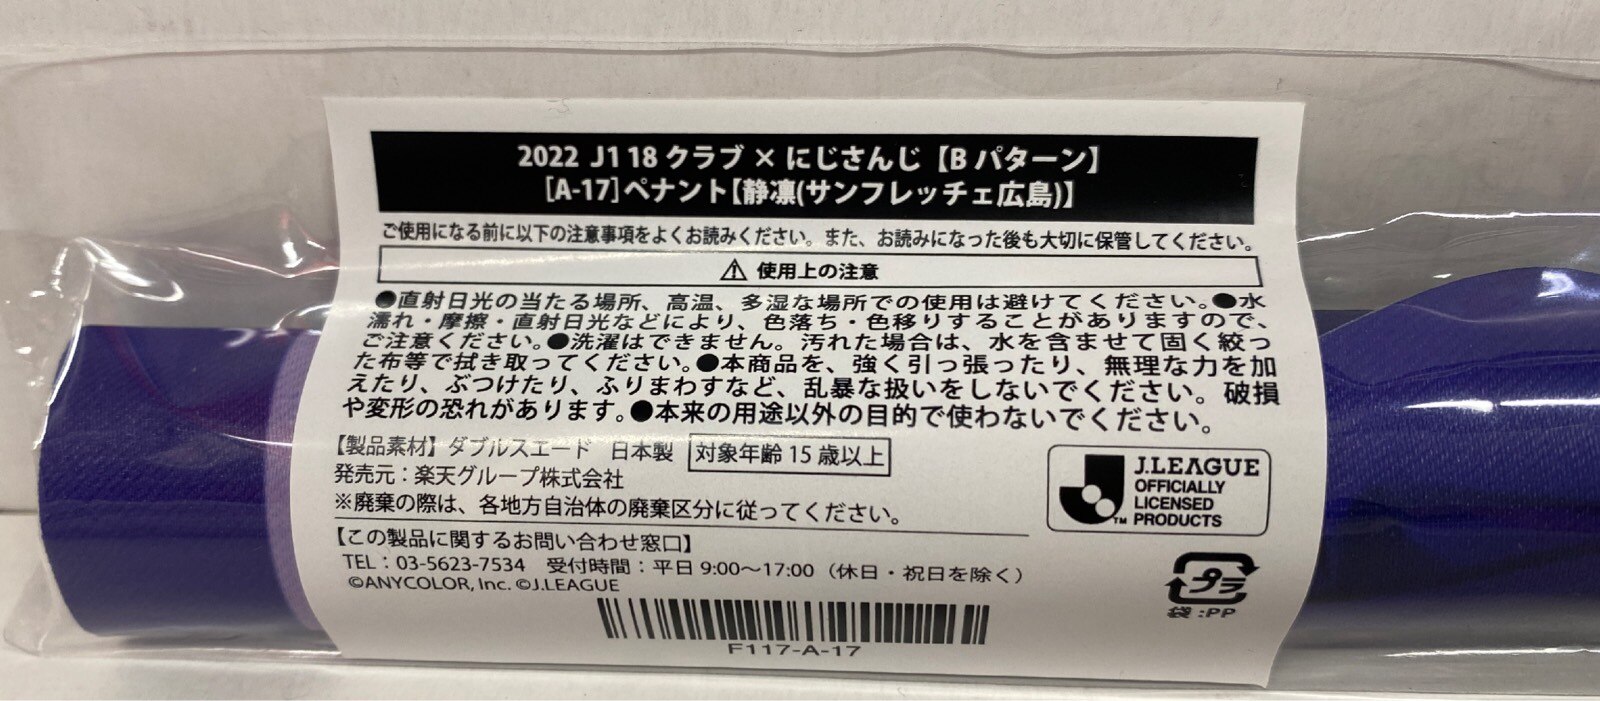 2022 J1 18 クラブ × にじさんじ【B パターン】
[A-17]ペナント【静凛(サンフレッチェ広島)】
ご使用になる前に以下の注意事項をよくお読みください。また、お読みになった後も大切に保管してください。
⚠ 使用上の注意
●直射日光の当たる場所、高温、多湿な場所での使用は避けてください。●水
濡れ・摩擦・直射日光などにより、色落ち・色移りすることがありますので、
ご注意ください。●洗濯はできません。汚れた場合は、水を含ませて固く絞っ
た布等で拭き取ってください。●本商品を、強く引っ張ったり、無理な力を加
えたり、ぶつけたり、ふりまわすなど、乱暴な扱いをしないでください。破損
や変形の恐れがあります。●本来の用途以外の目的で使わないでください。
【製品素材】ダブルスエード 日本製 対象年齢 15 歳以上
発売元：楽天グループ株式会社
※廃棄の際は、各地方自治体の廃棄区分に従ってください。
【この製品に関するお問い合わせ窓口】
TEL：03-5623-7534 受付時間：平日 9:00～17:00（休日・祝日を除く）
©ANYCOLOR, Inc. ©J.LEAGUE
F117-A-17
J.LEAGUE
OFFICIALLY
LICENSED
PRODUCTS
TM
プラ
袋:PP